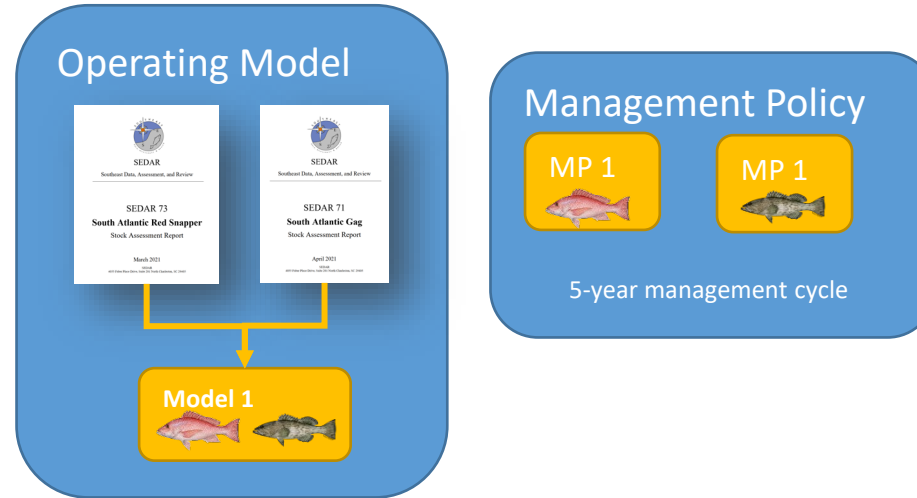 Operating Model
SEDAR
Southeast Data, Assessment, and Review
SEDAR 73
South Atlantic Red Snapper
Stock Assessment Report
March 2021
SEDAR
SEDAR
Southeast Data, Assessment, and Review
SEDAR 71
South Atlantic Gag
Stock Assessment Report
April 2021
SEDAR
Model 1
Management Policy
MP 1
MP 1
5-year management cycle